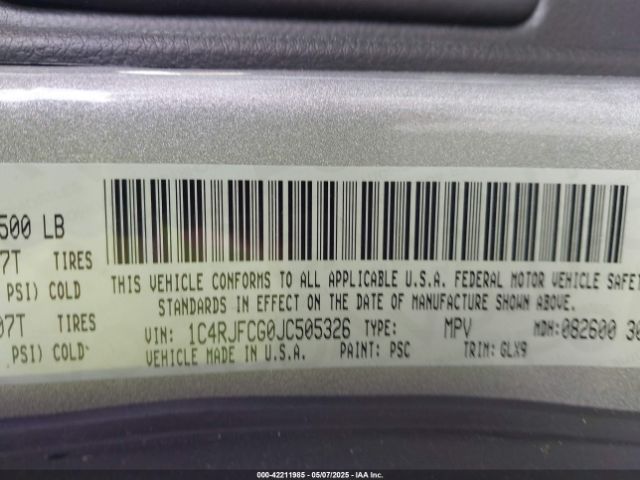 500 LB
7T TIRES
PSI) COLD
07T TIRES
PSI) COLD
THIS VEHICLE CONFORMS TO ALL APPLICABLE U.S.A. FEDERAL MOTOR VEHICLE SAFET
STANDARDS IN EFFECT ON THE DATE OF MANUFACTURE SHOWN ABOVE.
VIN: 1C4RJFCG0JC505326 TYPE: MPV MDH: 082600 30
VEHICLE MADE IN U.S.A. PAINT: PSC TRIM: GLX9
000-42211985 - 05/07/2025 - IAA Inc.